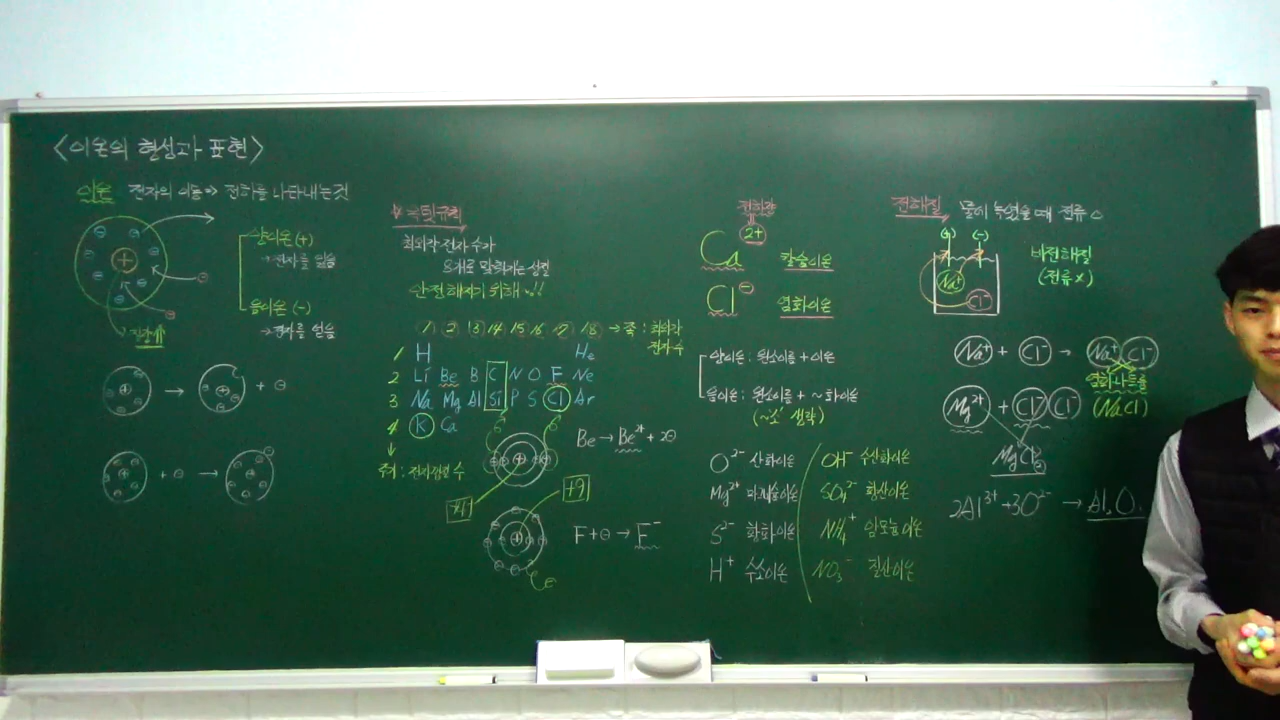 <이온의 형성과 표현>
이온 전자의 이동 → 전하를 나타내는 것
양이온 (+)
→ 전자를 잃음
음이온 (-)
→ 전자를 얻음
* 옥텟규칙
최외각 전자 수가
8개로 맞춰지는 성질
안정해지기 위해 ..!!
1 2 13 14 15 16 17 18 → 족 : 최외각
전자 수
1 H He
2 Li Be B C N O F Ne
3 Na Mg Al Si P S Cl Ar
4 K Ca
주기 : 전자껍질 수
+4
Be → Be²⁺ + 2⊖
+9
F + ⊖ → F⁻
전하량
Ca²⁺ 칼슘이온
Cl⁻ 염화이온
양이온 : 원소이름 + 이온
음이온 : 원소이름 + ~화이온
(~'소' 생략)
O²⁻ 산화이온
Mg²⁺ 마그네슘이온
S²⁻ 황화이온
H⁺ 수소이온
OH⁻ 수산화이온
SO₄²⁻ 황산이온
NH₄⁺ 암모늄이온
NO₃⁻ 질산이온
전해질 물에 녹였을 때 전류 ○
(+) (-)
Na⁺
Cl⁻
비전해질
(전류 x)
Na⁺ + Cl⁻ → Na⁺ Cl⁻
염화나트륨
(NaCl)
Mg²⁺ + Cl⁻ Cl⁻
MgCl₂
2Al³⁺ + 3O²⁻ → Al₂O₃